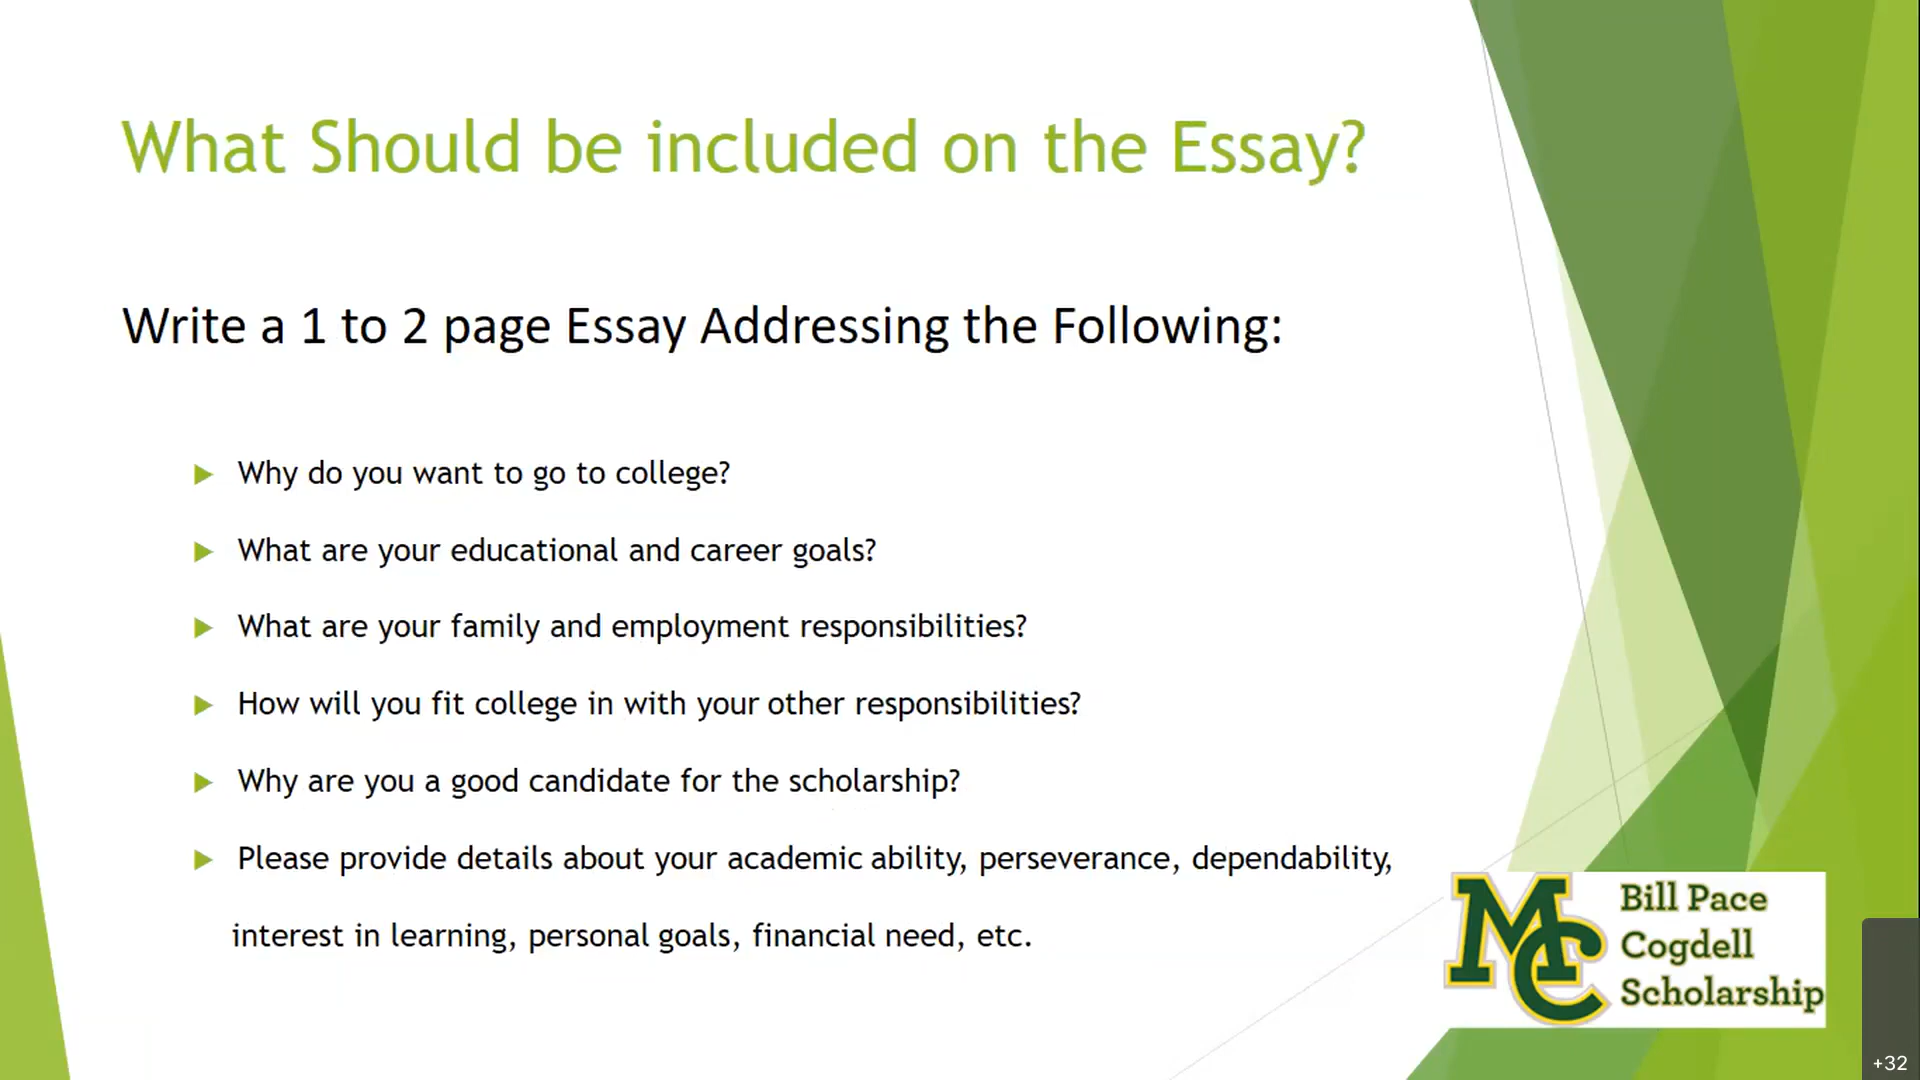 What Should be included on the Essay?
Write a 1 to 2 page Essay Addressing the Following:
Why do you want to go to college?
What are your educational and career goals?
What are your family and employment responsibilities?
How will you fit college in with your other responsibilities?
Why are you a good candidate for the scholarship?
Please provide details about your academic ability, perseverance, dependability,
interest in learning, personal goals, financial need, etc.
MC
Bill Pace
Cogdell
Scholarship
+32